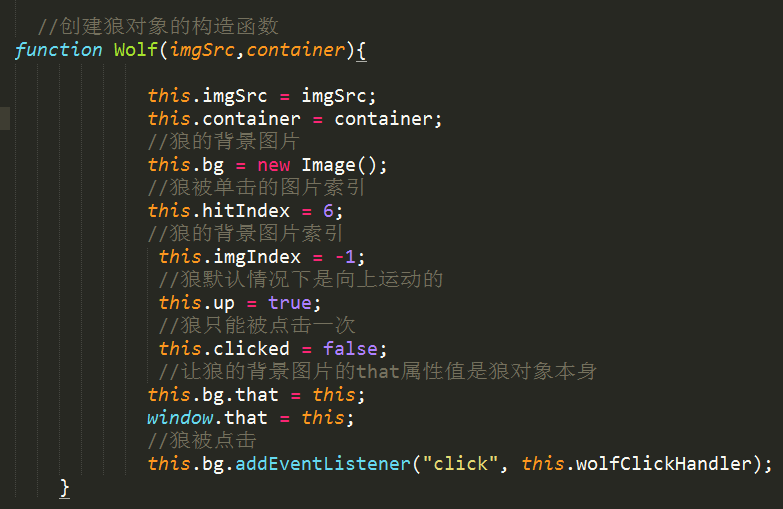 //创建狼对象的构造函数
function Wolf(imgSrc,container){
this.imgSrc = imgSrc;
this.container = container;
//狼的背景图片
this.bg = new Image();
//狼被单击的图片索引
this.hitIndex = 6;
//狼的背景图片索引
this.imgIndex = -1;
//狼默认情况下是向上运动的
this.up = true;
//狼只能被点击一次
this.clicked = false;
//让狼的背景图片的that属性值是狼对象本身
this.bg.that = this;
window.that = this;
//狼被点击
this.bg.addEventListener("click", this.wolfClickHandler);
}